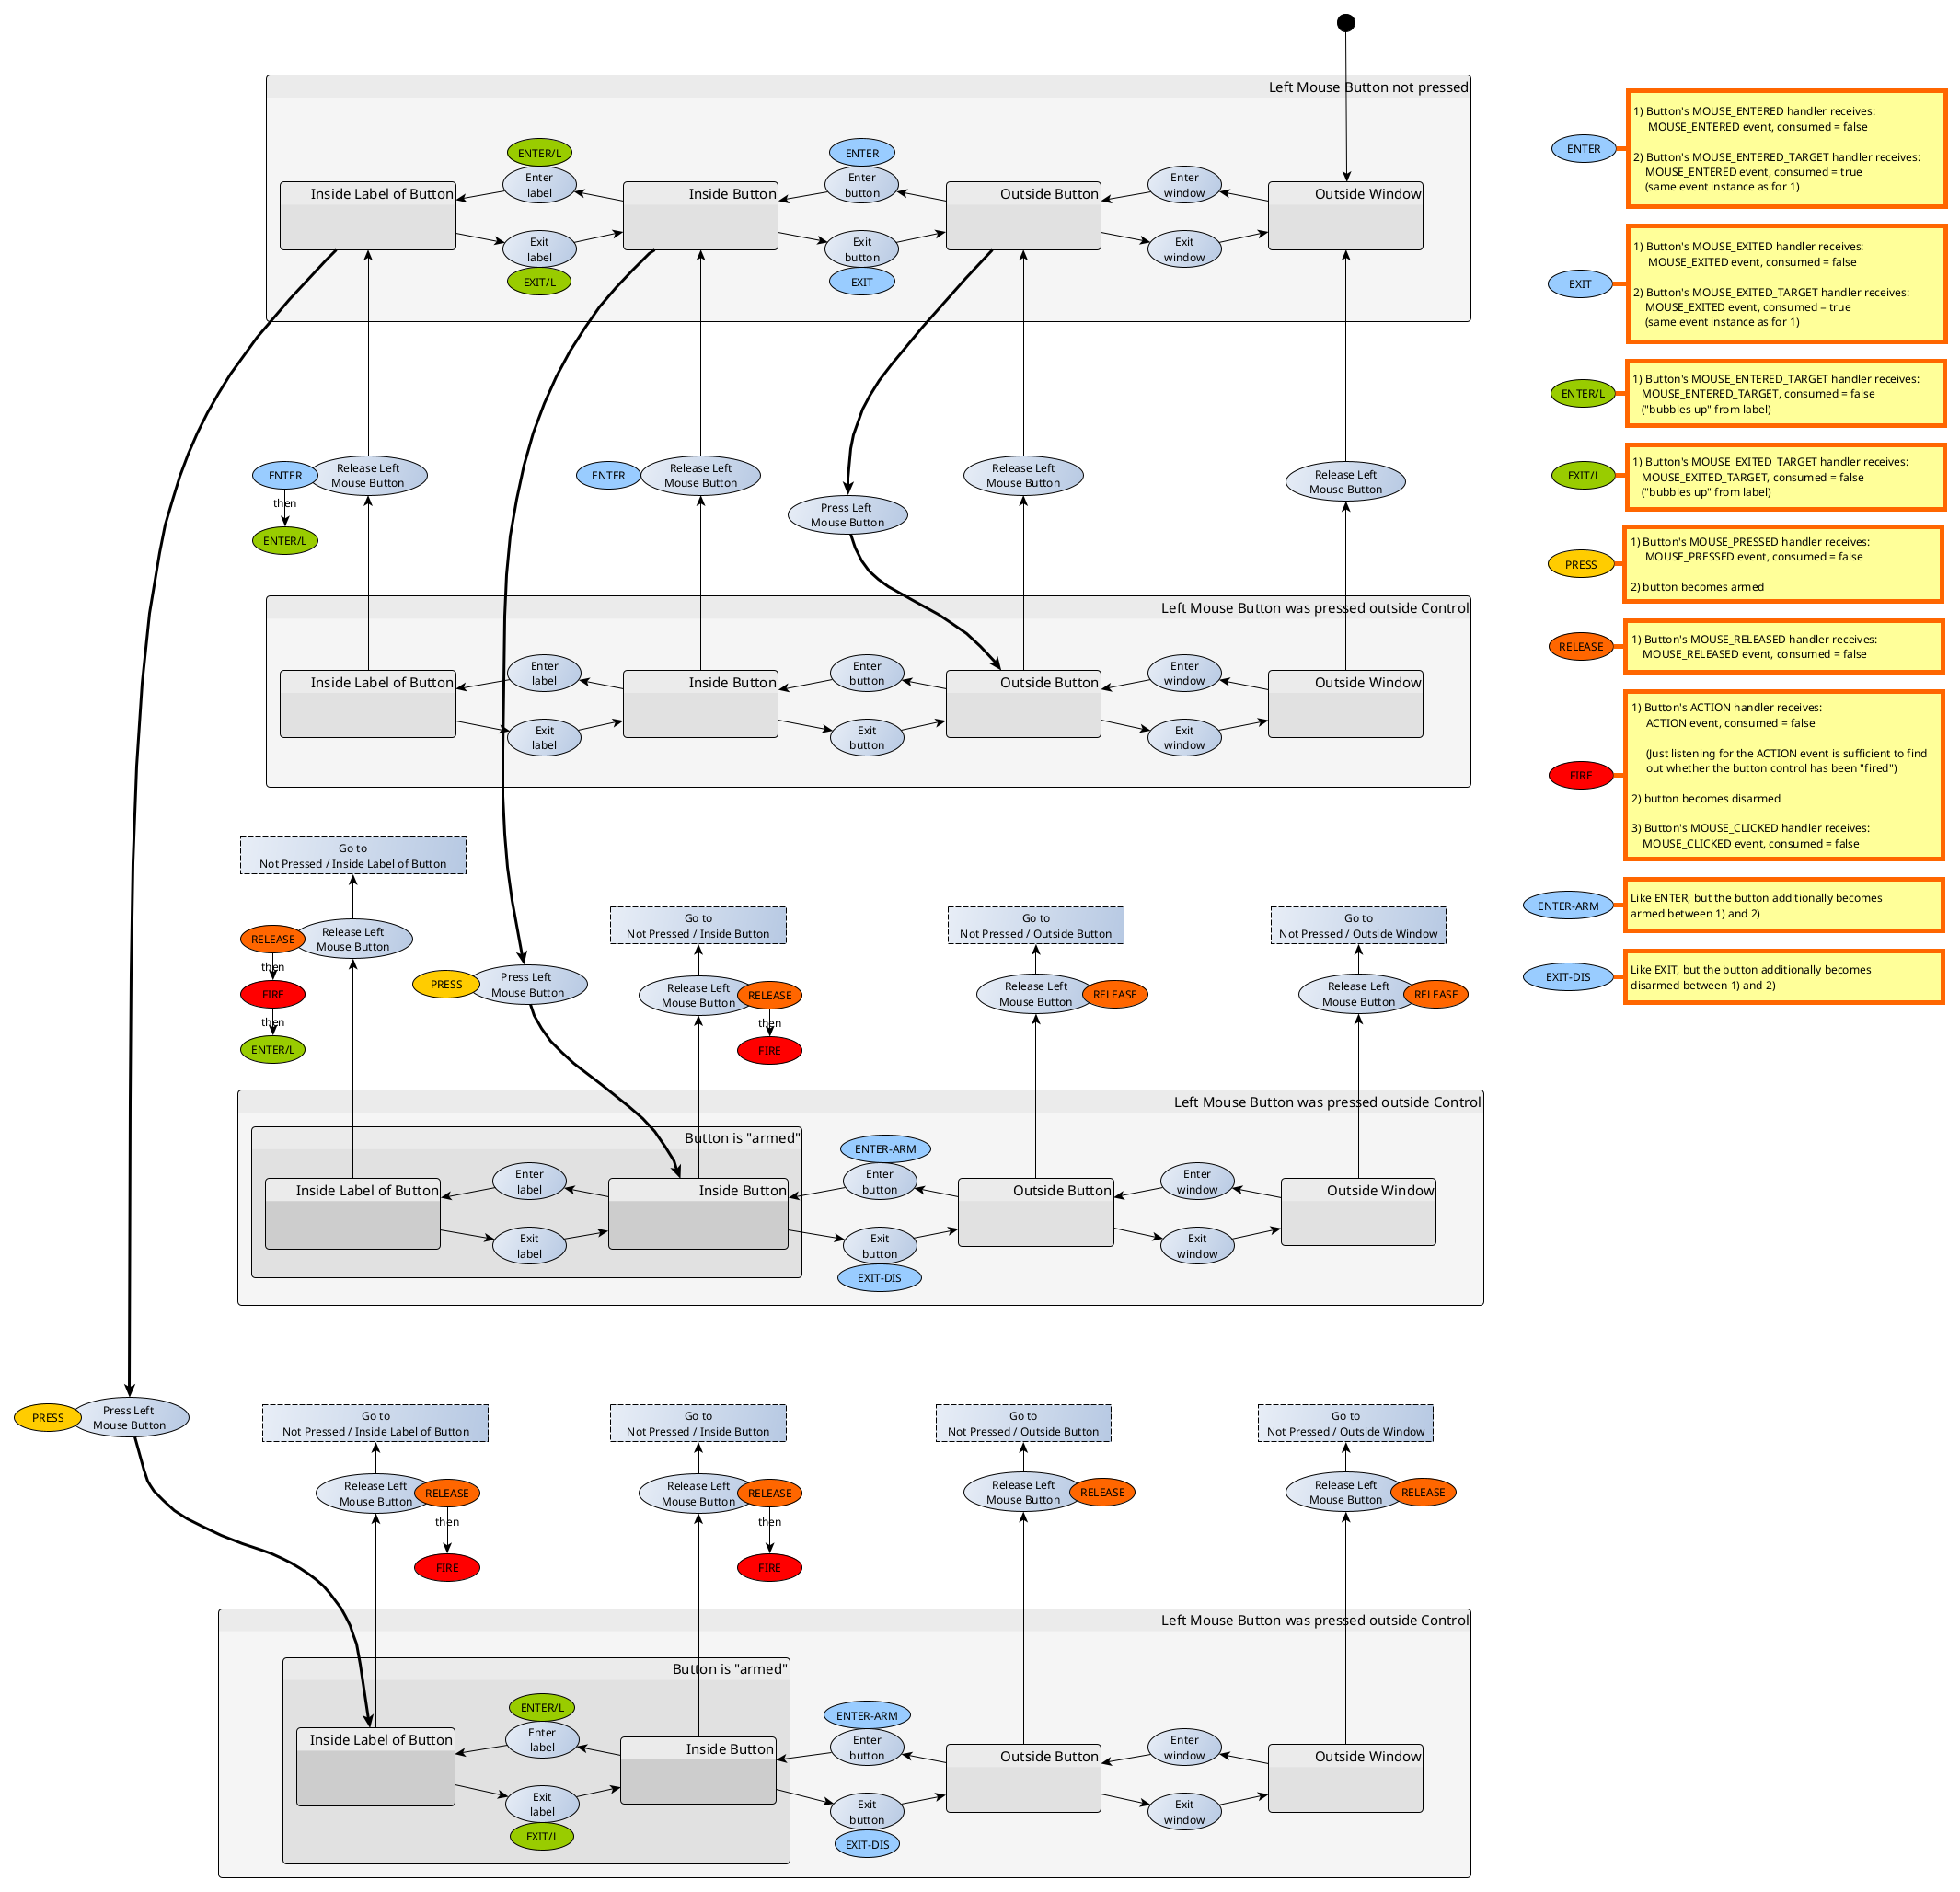 Left Mouse Button not pressed
ENTER/L
Enter
label
ENTER
Enter
button
Enter
window
Inside Label of Button
Inside Button
Outside Button
Outside Window
Exit
label
EXIT/L
Exit
button
EXIT
Exit
window
ENTER
Release Left
Mouse Button
then
ENTER/L
ENTER
Release Left
Mouse Button
Press Left
Mouse Button
Release Left
Mouse Button
Release Left
Mouse Button
Left Mouse Button was pressed outside Control
Enter
label
Enter
button
Enter
window
Inside Label of Button
Inside Button
Outside Button
Outside Window
Exit
label
Exit
button
Exit
window
Go to
Not Pressed / Inside Label of Button
RELEASE
Release Left
Mouse Button
then
FIRE
then
ENTER/L
PRESS
Press Left
Mouse Button
Go to
Not Pressed / Inside Button
Release Left
Mouse Button
RELEASE
then
FIRE
Go to
Not Pressed / Outside Button
Release Left
Mouse Button
RELEASE
Go to
Not Pressed / Outside Window
Release Left
Mouse Button
RELEASE
Left Mouse Button was pressed outside Control
Button is "armed"
ENTER-ARM
Enter
label
Enter
button
Enter
window
Inside Label of Button
Inside Button
Outside Button
Outside Window
Exit
label
Exit
button
EXIT-DIS
Exit
window
PRESS
Press Left
Mouse Button
Go to
Not Pressed / Inside Label of Button
Release Left
Mouse Button
RELEASE
then
FIRE
Go to
Not Pressed / Inside Button
Release Left
Mouse Button
RELEASE
then
FIRE
Go to
Not Pressed / Outside Button
Release Left
Mouse Button
RELEASE
Go to
Not Pressed / Outside Window
Release Left
Mouse Button
RELEASE
Left Mouse Button was pressed outside Control
Button is "armed"
ENTER/L
Enter
label
ENTER-ARM
Enter
button
Enter
window
Inside Label of Button
Inside Button
Outside Button
Outside Window
Exit
label
EXIT/L
Exit
button
EXIT-DIS
Exit
window
ENTER
1) Button's MOUSE_ENTERED handler receives:
MOUSE_ENTERED event, consumed = false
2) Button's MOUSE_ENTERED_TARGET handler receives:
MOUSE_ENTERED event, consumed = true
(same event instance as for 1)
EXIT
1) Button's MOUSE_EXITED handler receives:
MOUSE_EXITED event, consumed = false
2) Button's MOUSE_EXITED_TARGET handler receives:
MOUSE_EXITED event, consumed = true
(same event instance as for 1)
ENTER/L
1) Button's MOUSE_ENTERED_TARGET handler receives:
MOUSE_ENTERED_TARGET, consumed = false
("bubbles up" from label)
EXIT/L
1) Button's MOUSE_EXITED_TARGET handler receives:
MOUSE_EXITED_TARGET, consumed = false
("bubbles up" from label)
PRESS
1) Button's MOUSE_PRESSED handler receives:
MOUSE_PRESSED event, consumed = false
2) button becomes armed
RELEASE
1) Button's MOUSE_RELEASED handler receives:
MOUSE_RELEASED event, consumed = false
FIRE
1) Button's ACTION handler receives:
ACTION event, consumed = false
(Just listening for the ACTION event is sufficient to find
out whether the button control has been "fired")
2) button becomes disarmed
3) Button's MOUSE_CLICKED handler receives:
MOUSE_CLICKED event, consumed = false
ENTER-ARM
Like ENTER, but the button additionally becomes
armed between 1) and 2)
EXIT-DIS
Like EXIT, but the button additionally becomes
disarmed between 1) and 2)